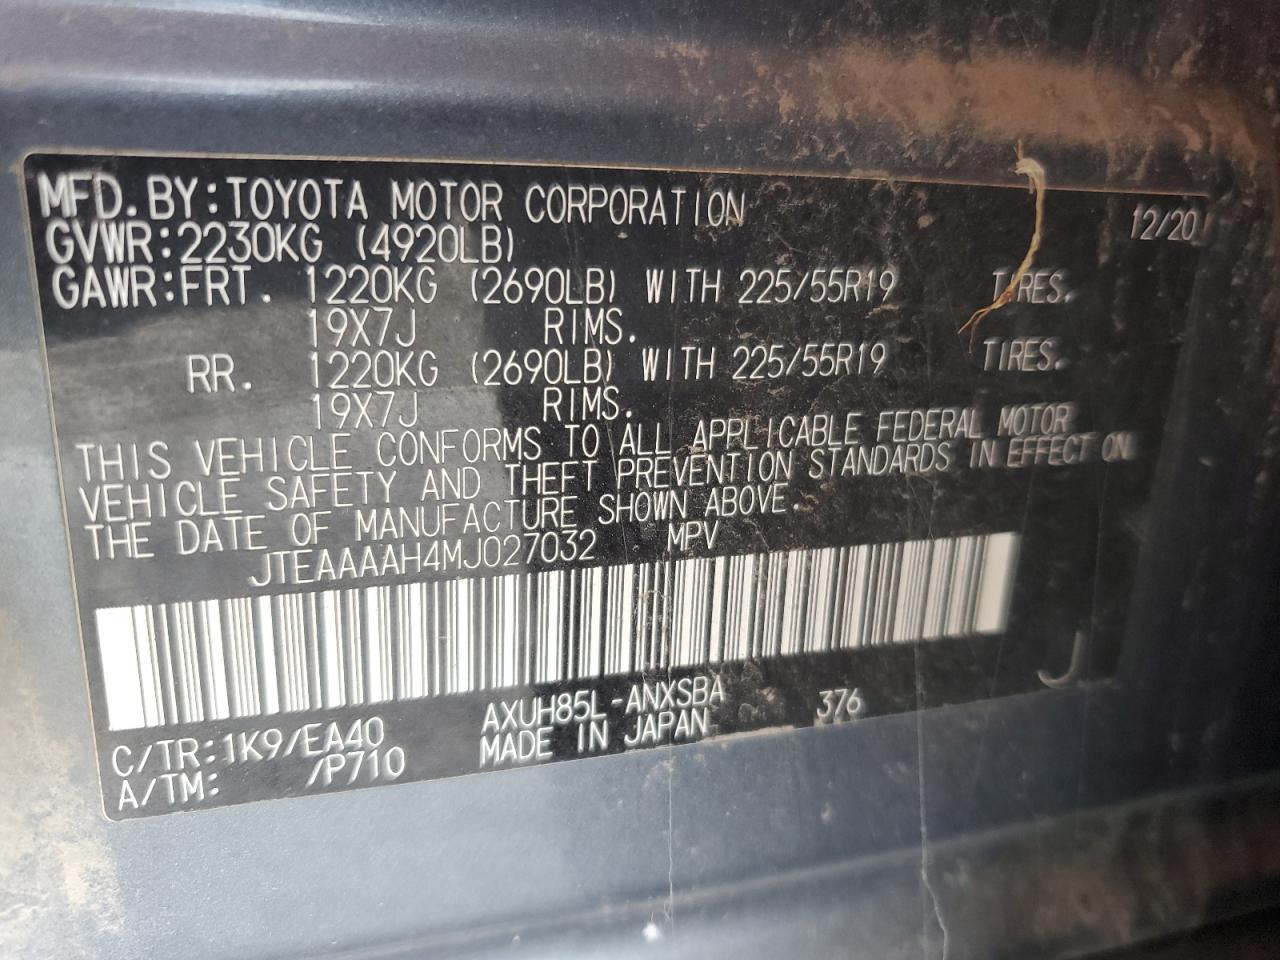 MFD.BY:TOYOTA MOTOR CORPORATION 12/20
GVWR:2230KG (4920LB)
GAWR:FRT. 1220KG (2690LB) WITH 225/55R19 TIRES.
19X7J RIMS.
RR. 1220KG (2690LB) WITH 225/55R19 TIRES.
19X7J RIMS.
THIS VEHICLE CONFORMS TO ALL APPLICABLE FEDERAL MOTOR
VEHICLE SAFETY AND THEFT PREVENTION STANDARDS IN EFFECT ON
THE DATE OF MANUFACTURE SHOWN ABOVE.
JTEAAAAH4MJ027032 MPV
C/TR:1K9/EA40 AXUH85L-ANXSBA 376 J
A/TM: /P710 MADE IN JAPAN